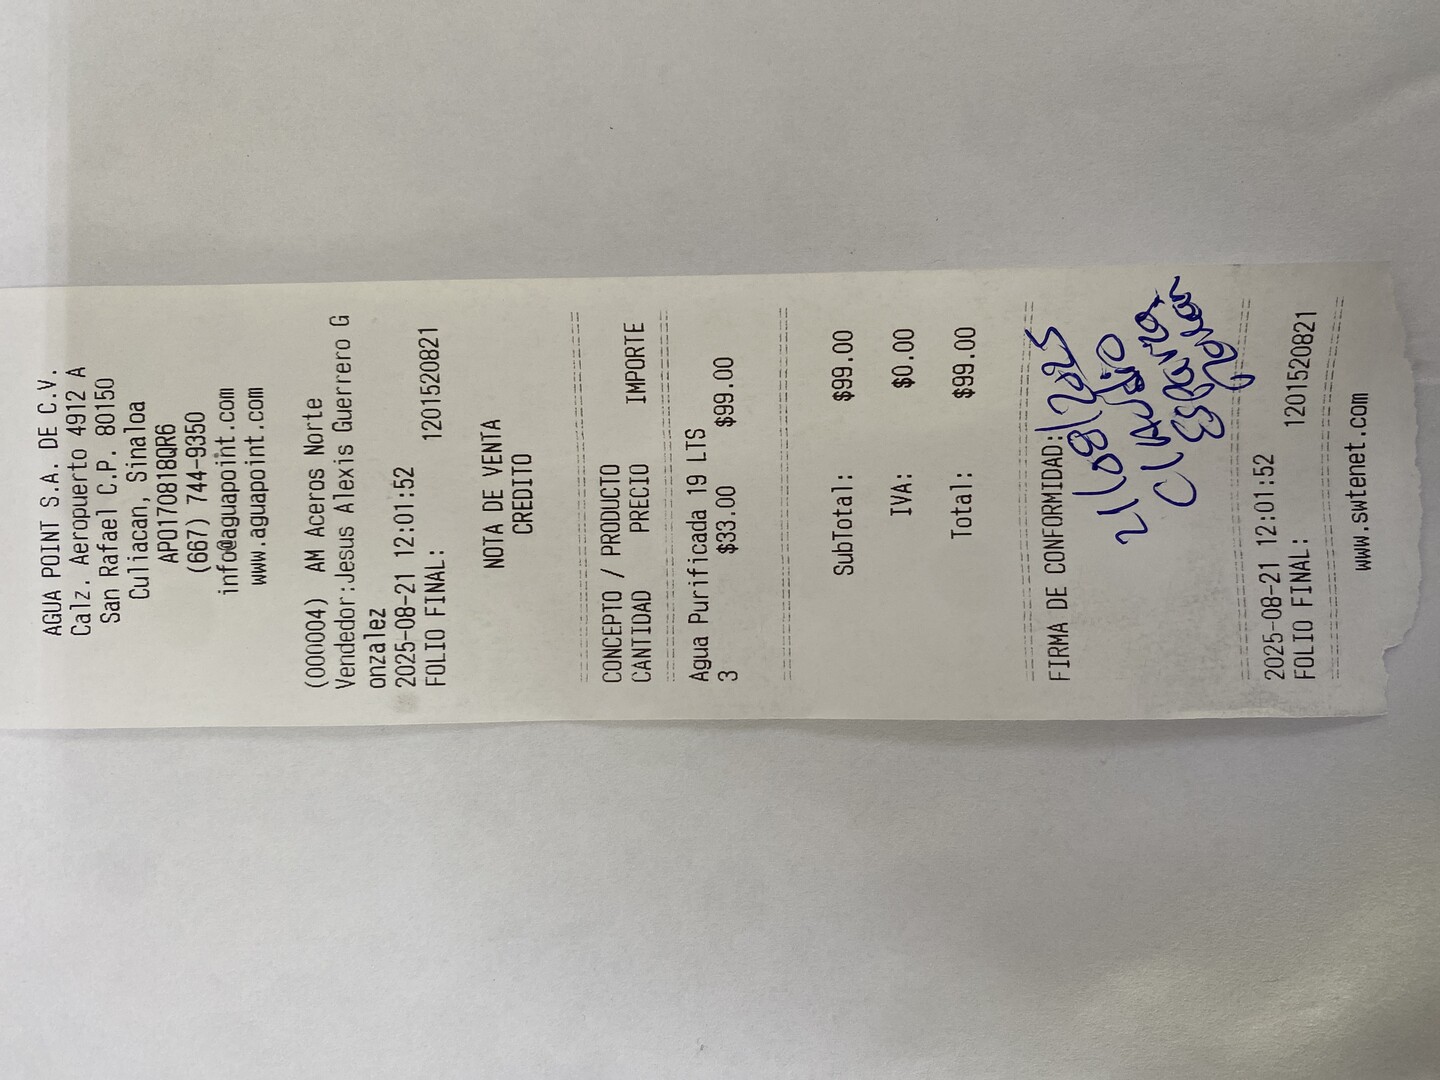 AGUA POINT S.A. DE C.V.
Calz. Aeropuerto 4912 A
San Rafael C.P. 80150
Culiacan, Sinaloa
APO170818QR6
(667) 744-9350
info@aguapoint.com
www.aguapoint.com
(000004) AM Aceros Norte
Vendedor:Jesus Alexis Guerrero G
onzalez
2025-08-21 12:01:52
FOLIO FINAL: 1201520821
NOTA DE VENTA
CREDITO
CONCEPTO / PRODUCTO
CANTIDAD PRECIO IMPORTE
Agua Purificada 19 LTS
3 $33.00 $99.00
SubTotal: $99.00
IVA: $0.00
Total: $99.00
FIRMA DE CONFORMIDAD:
21/08/2025
Claudio
Esparza
2025-08-21 12:01:52
FOLIO FINAL: 1201520821
www.swtenet.com